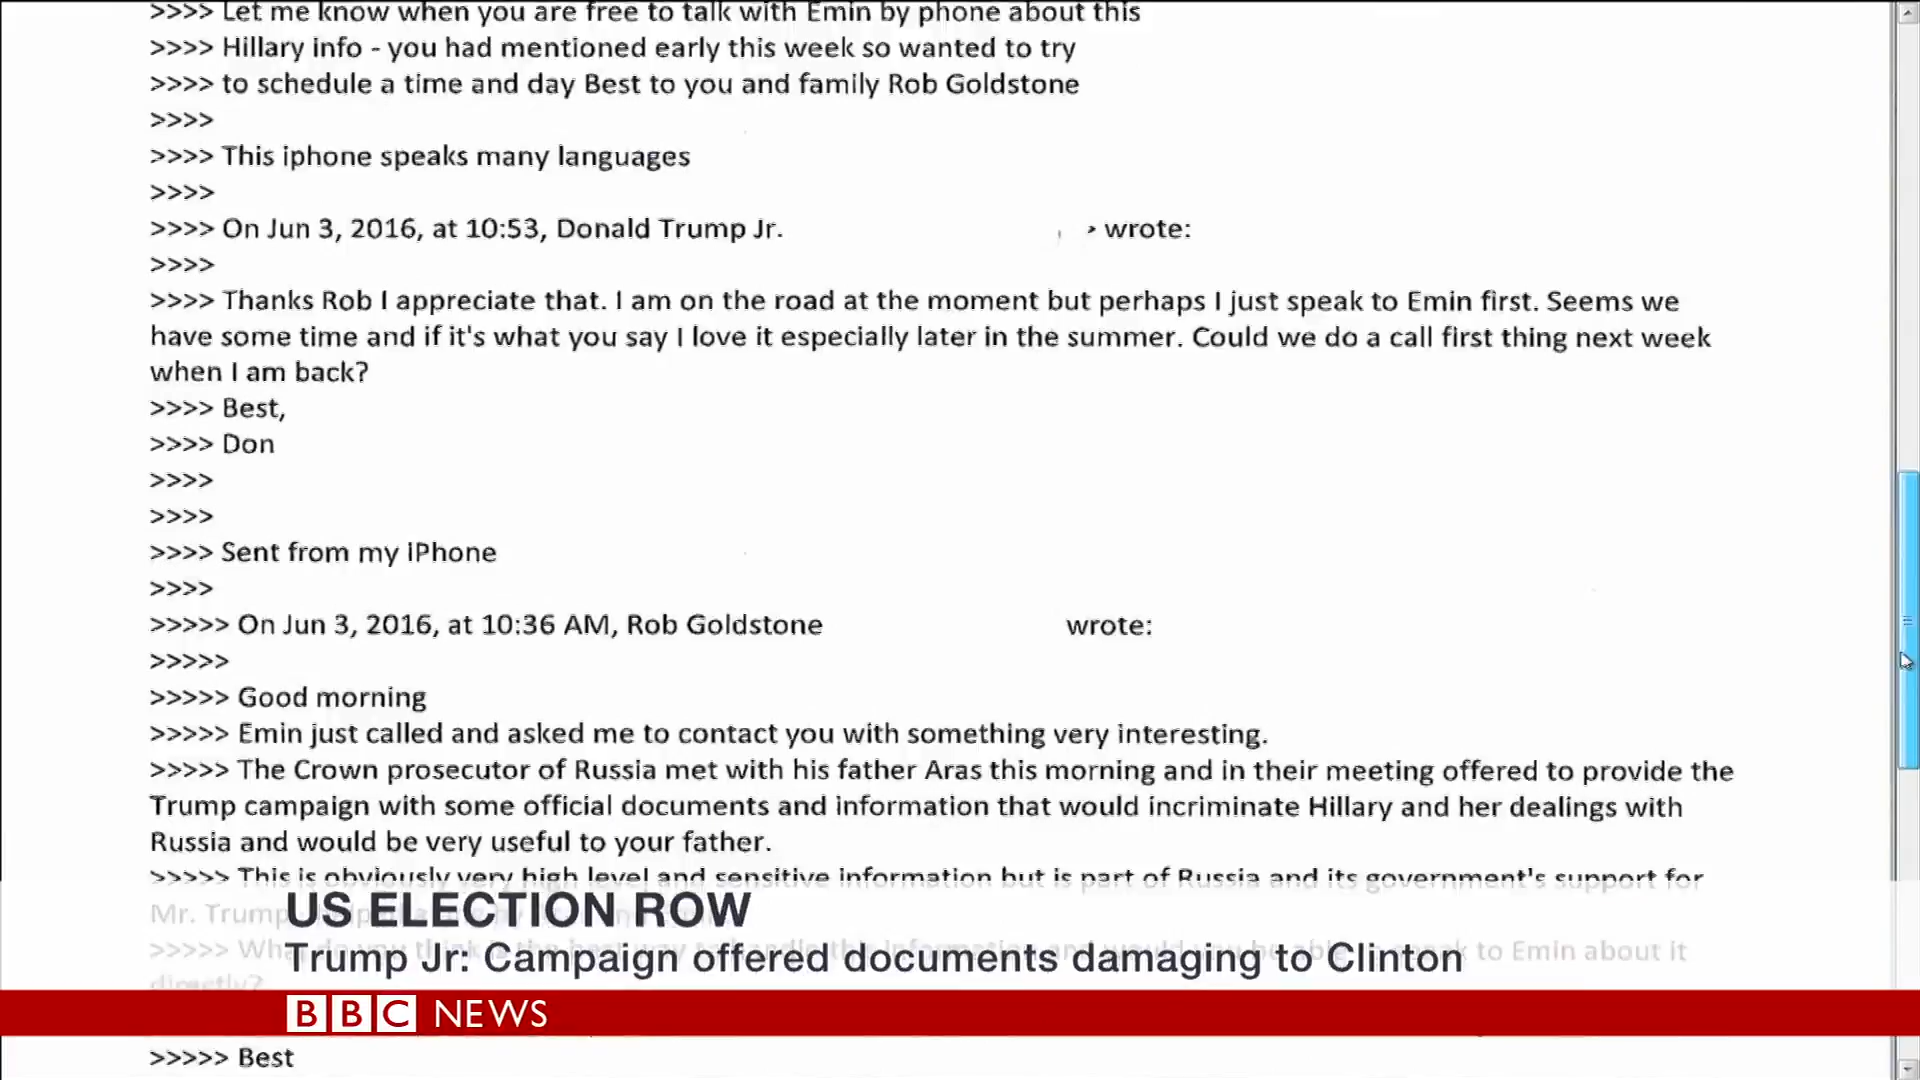 >>>> Let me know when you are free to talk with Emin by phone about this
>>>> Hillary info - you had mentioned early this week so wanted to try
>>>> to schedule a time and day Best to you and family Rob Goldstone
>>>>
>>>> This iphone speaks many languages
>>>>
>>>> On Jun 3, 2016, at 10:53, Donald Trump Jr. > wrote:
>>>>
>>>> Thanks Rob I appreciate that. I am on the road at the moment but perhaps I just speak to Emin first. Seems we
have some time and if it's what you say I love it especially later in the summer. Could we do a call first thing next week
when I am back?
>>>> Best,
>>>> Don
>>>>
>>>>
>>>> Sent from my iPhone
>>>>
>>>>> On Jun 3, 2016, at 10:36 AM, Rob Goldstone wrote:
>>>>>
>>>>> Good morning
>>>>> Emin just called and asked me to contact you with something very interesting.
>>>>> The Crown prosecutor of Russia met with his father Aras this morning and in their meeting offered to provide the
Trump campaign with some official documents and information that would incriminate Hillary and her dealings with
Russia and would be very useful to your father.
>>>>> This is obviously very high level and sensitive information but is part of Russia and its government's support for
Mr. Trump
US ELECTION ROW
>>>>> to Emin about it
Trump Jr: Campaign offered documents damaging to Clinton
directly?
BBC NEWS
>>>>> Best